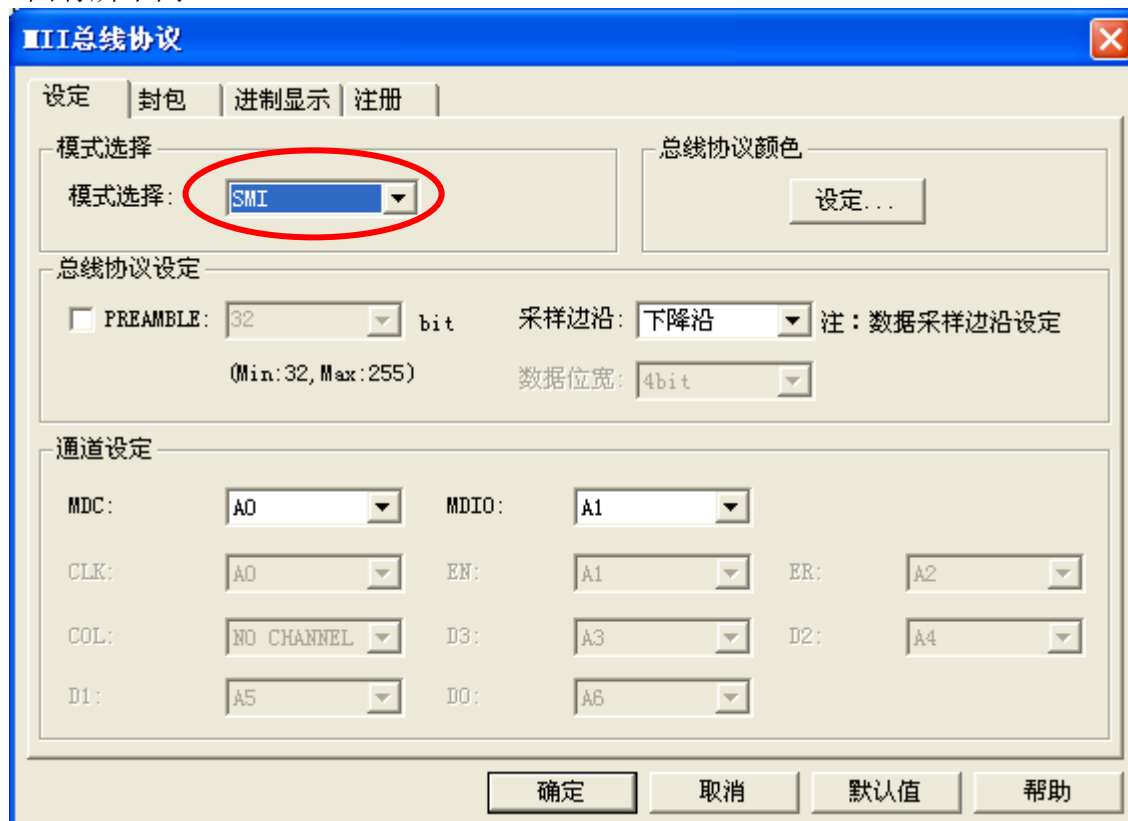 MII总线协议
设定 封包 进制显示 注册
模式选择
模式选择: SMI
总线协议颜色
设定...
总线协议设定
PREAMBLE: 32 bit 采样边沿: 下降沿 注：数据采样边沿设定
(Min:32,Max:255) 数据位宽: 4bit
通道设定
MDC: A0 MDIO: A1
CLK: A0 EN: A1 ER: A2
COL: NO CHANNEL D3: A3 D2: A4
D1: A5 D0: A6
确定 取消 默认值 帮助